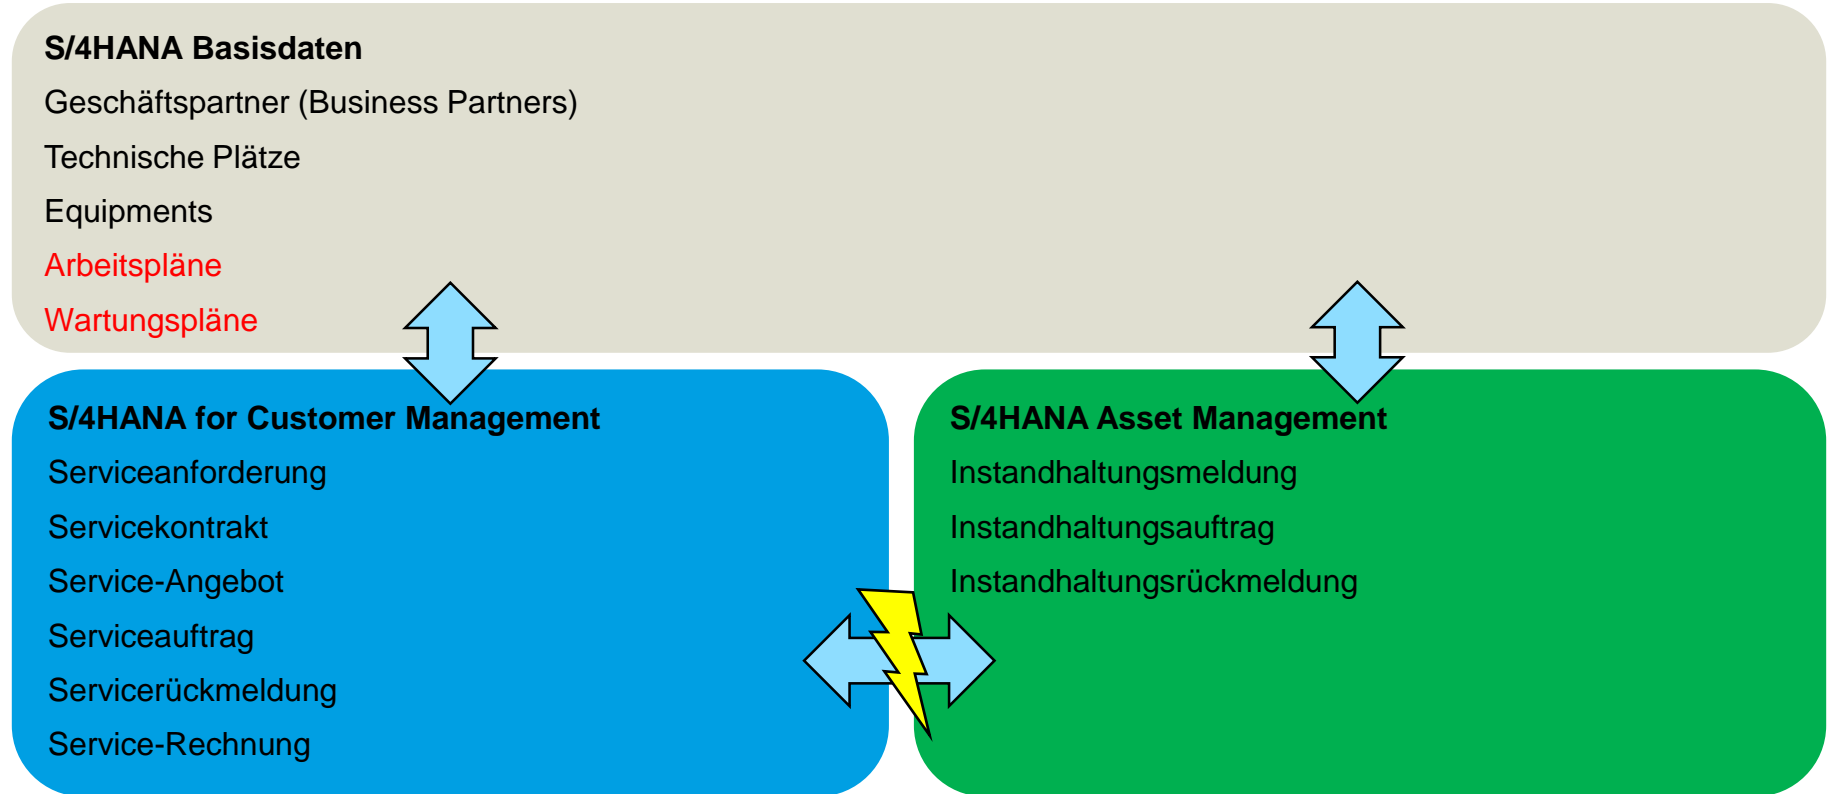 S/4HANA Basisdaten
Geschäftspartner (Business Partners)
Technische Plätze
Equipments
Arbeitspläne
Wartungspläne
S/4HANA for Customer Management
Serviceanforderung
Servicekontrakt
Service-Angebot
Serviceauftrag
Servicerückmeldung
Service-Rechnung
S/4HANA Asset Management
Instandhaltungsmeldung
Instandhaltungsauftrag
Instandhaltungsrückmeldung